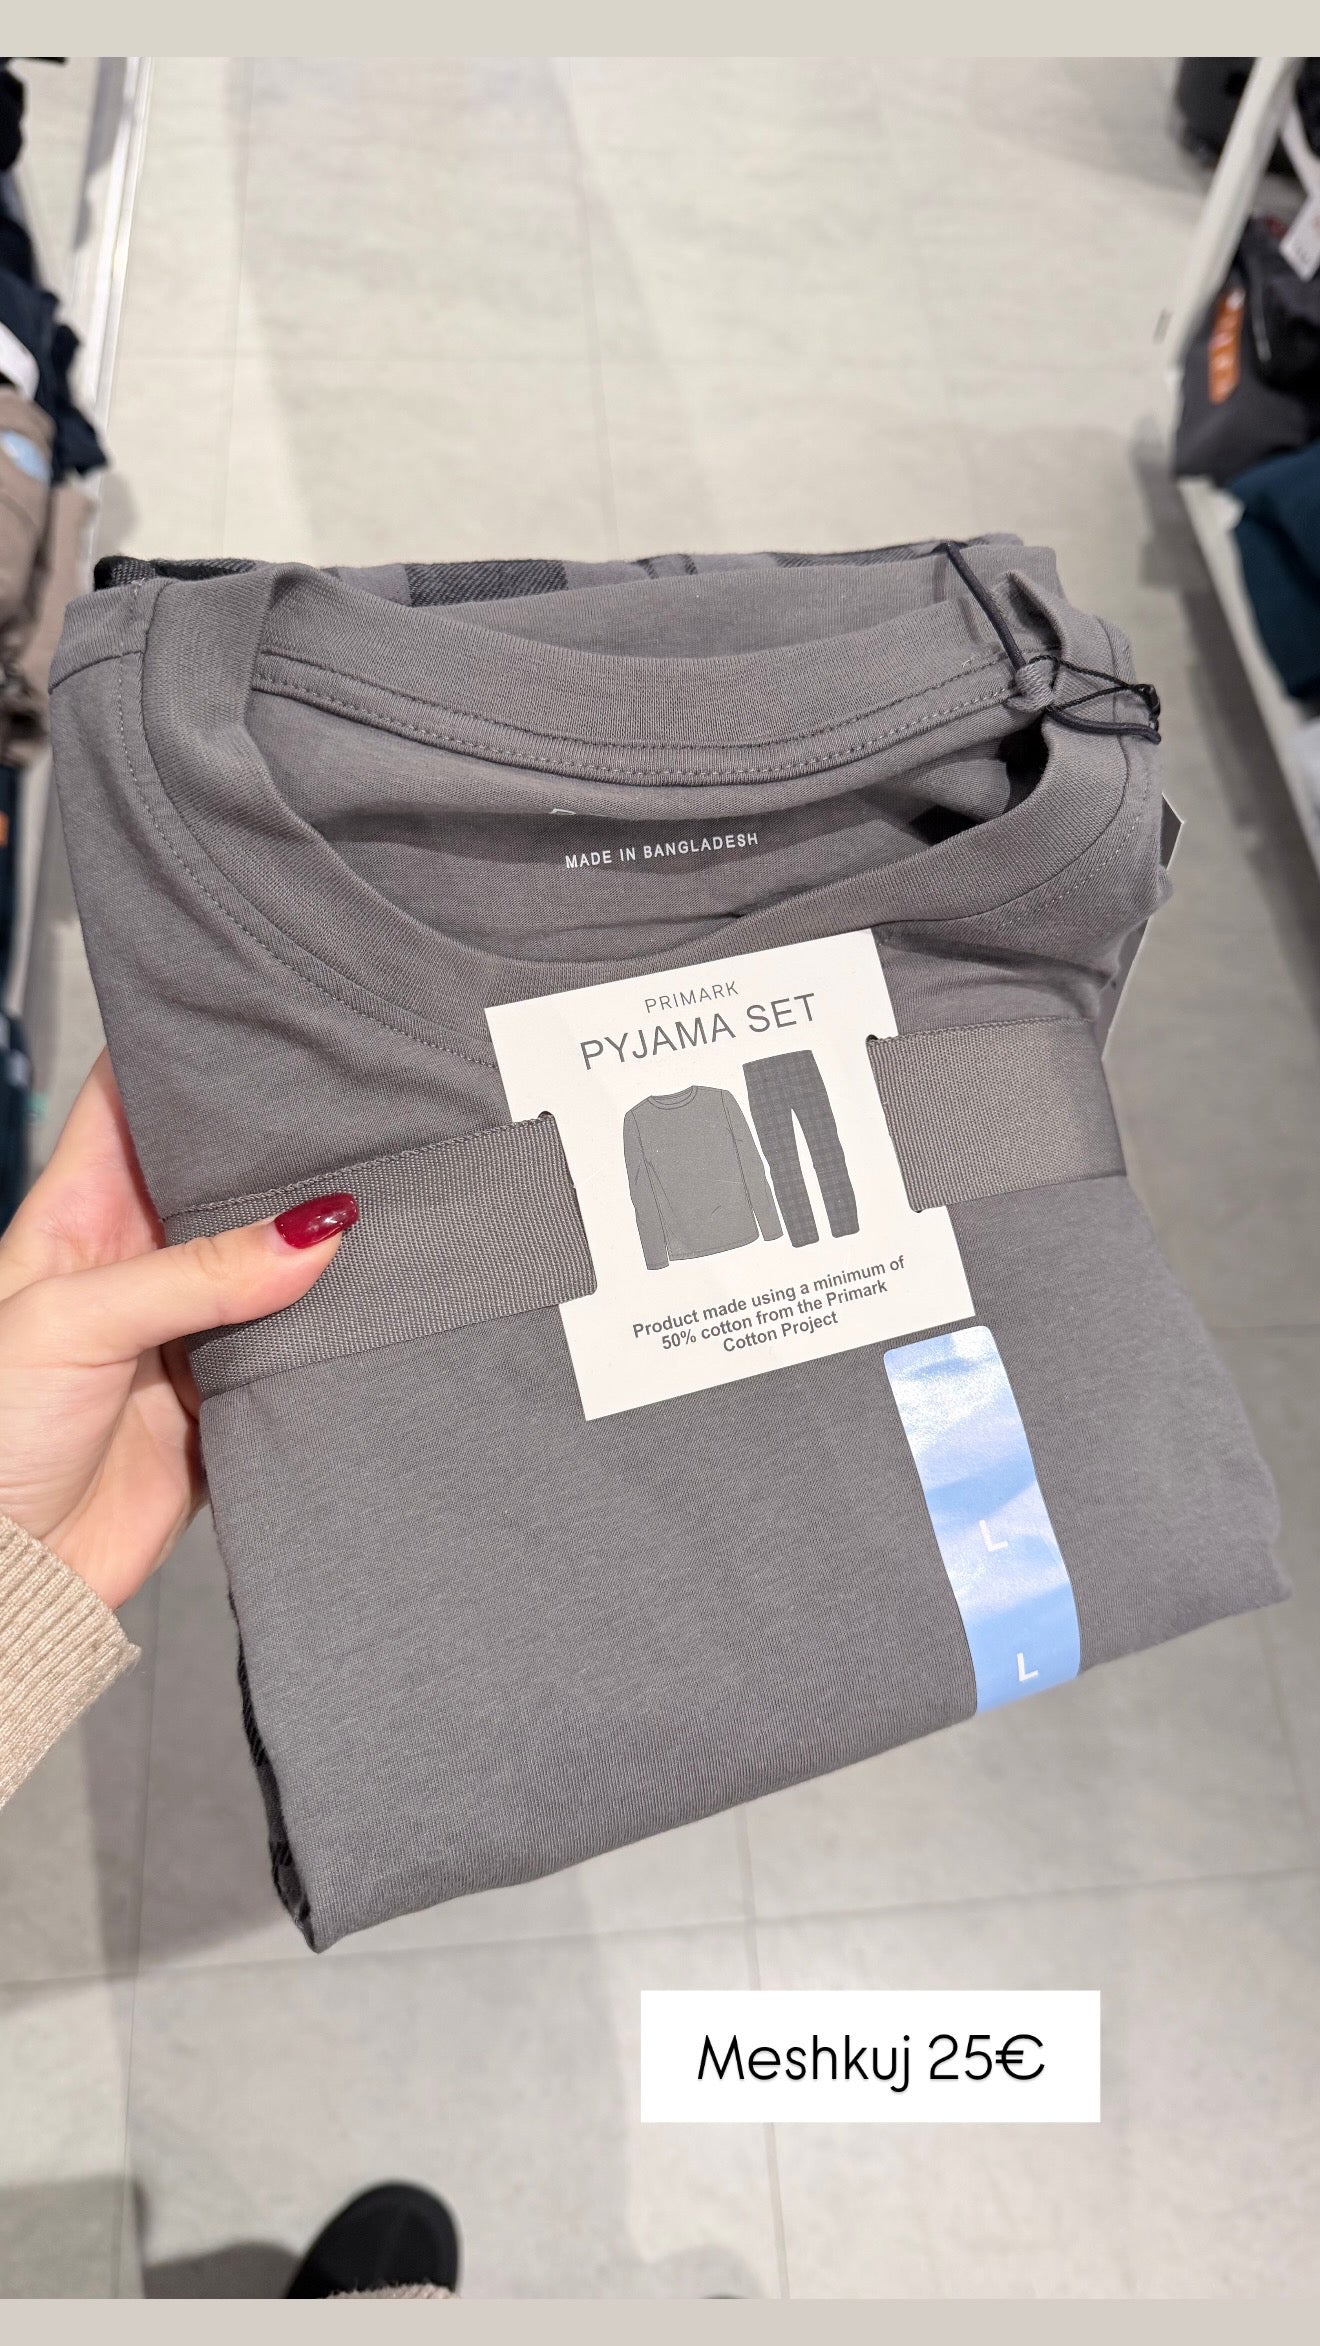 MADE IN BANGLADESH
PRIMARK
PYJAMA SET
Product made using a minimum of
50% cotton from the Primark
Cotton Project
L
L
Meshkuj 25€